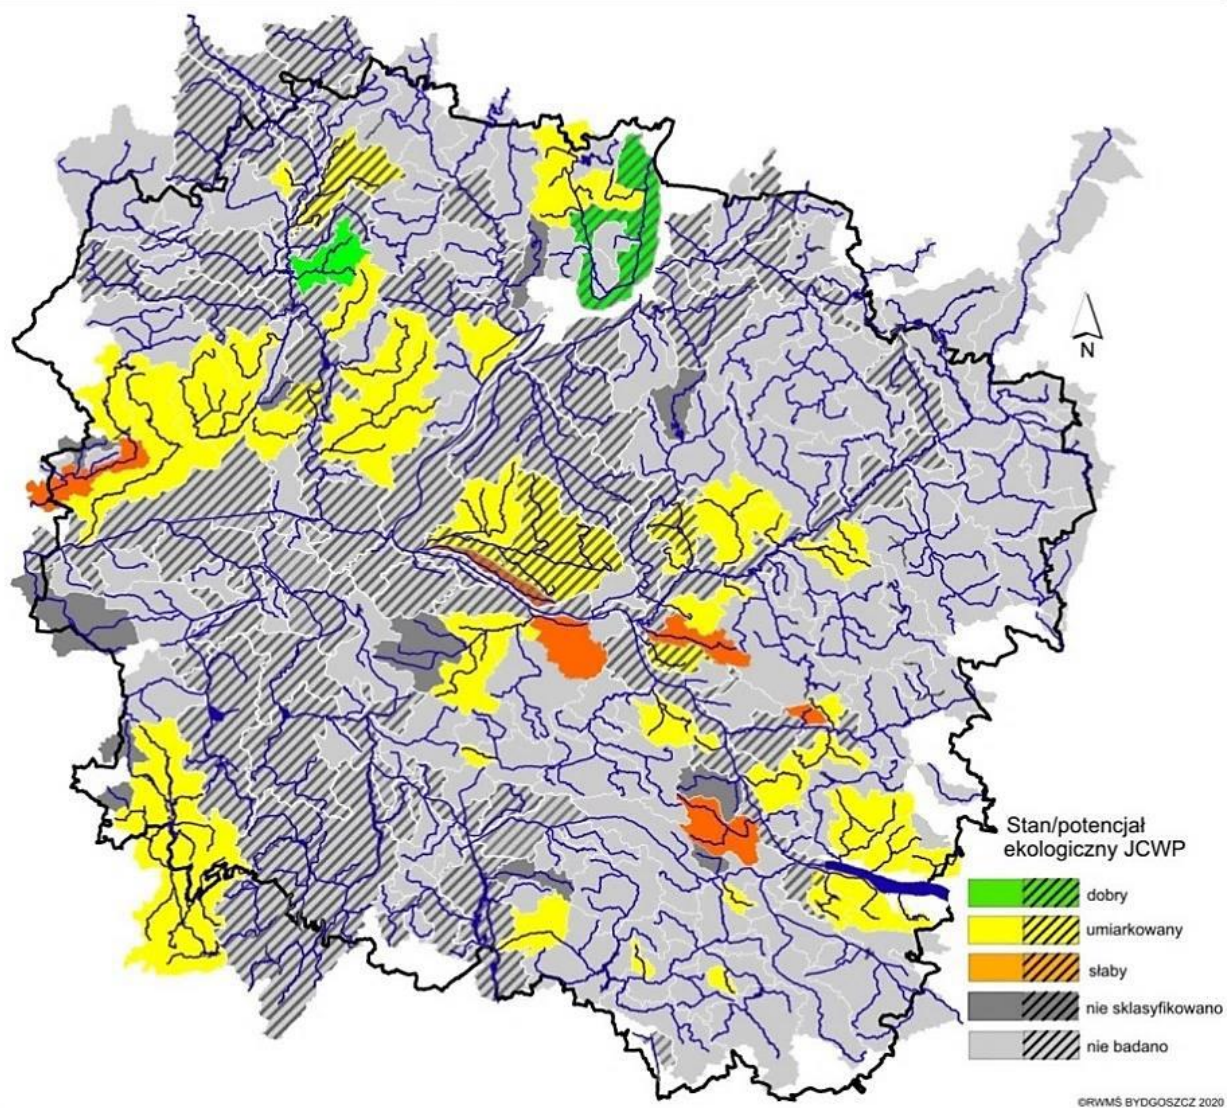 N
Stan/potencjał
ekologiczny JCWP
dobry
umiarkowany
słaby
nie sklasyfikowano
nie badano
©RWMŚ BYDGOSZCZ 2020